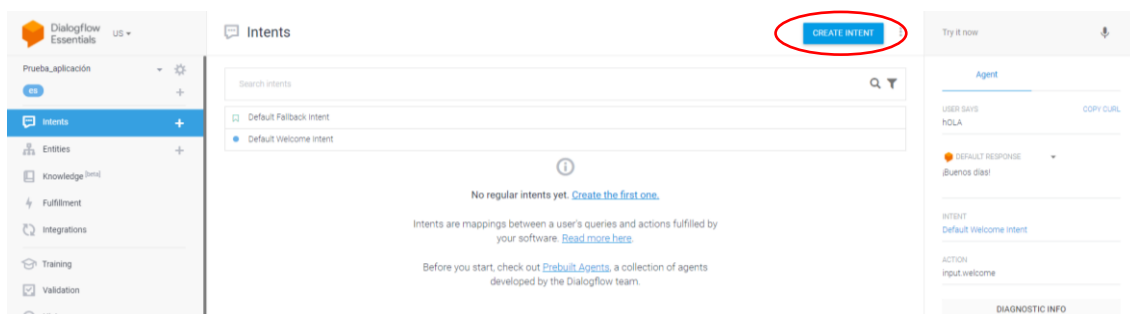 Dialogflow
Essentials
US
Prueba_aplicación
es
Intents
Entities
Knowledge [beta]
Fulfillment
Integrations
Training
Validation
Intents
CREATE INTENT
Search intents
Default Fallback Intent
Default Welcome Intent
No regular intents yet. Create the first one.
Intents are mappings between a user's queries and actions fulfilled by
your software. Read more here.
Before you start, check out Prebuilt Agents, a collection of agents
developed by the Dialogflow team.
Try it now
Agent
USER SAYS
COPY CURL
hOLA
DEFAULT RESPONSE
¡Buenos días!
INTENT
Default Welcome Intent
ACTION
input.welcome
DIAGNOSTIC INFO